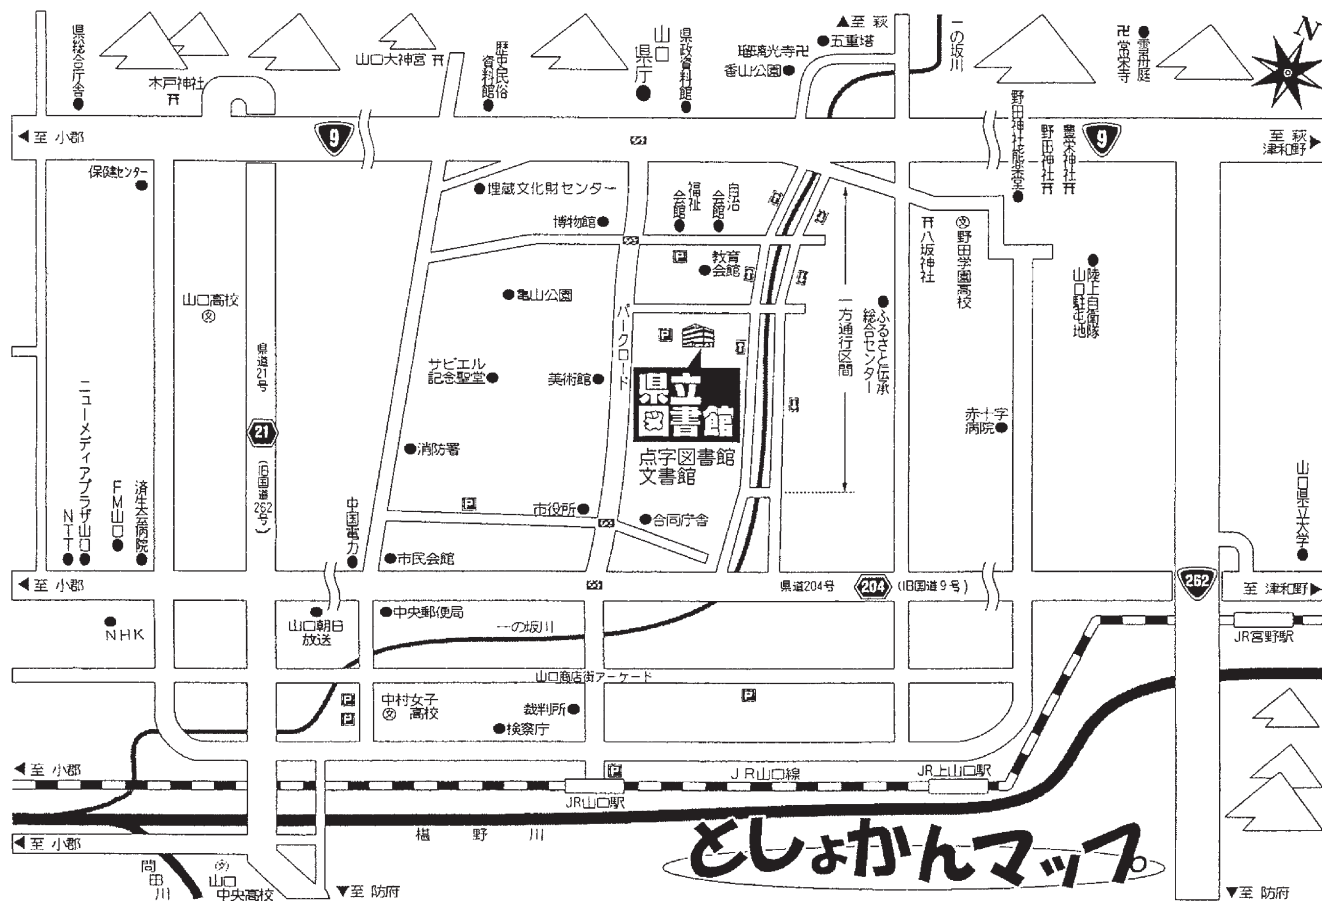 県総合庁舎
木戸神社
山口大神宮
歴史民俗
資料館
山口
県庁
県政資料館
▲至 萩
五重塔
瑠璃光寺卍
香山公園
一の坂川
卍常栄寺
雪舟庭
N
◀至 小郡
9
9
至 萩
津和野▶
保健センター
埋蔵文化財センター
博物館
福祉
会館
自治
会館
野田神社能楽堂
野田神社
豊栄神社
P
教育
会館
八坂神社
文野田学園高校
山口高校
文
亀山公園
パークロード
一方通行区間
ふるさと伝承
総合センター
陸上自衛隊
山口駐屯地
県道21号
21
(旧国道262号)
サビエル
記念聖堂
美術館
P
県立
図書館
点字図書館
文書館
赤十字
病院
消防署
ニューメディアプラザ山口
NTT
FM山口
済生会病院
中国電力
P
市役所
合同庁舎
市民会館
山口県立大学
◀至 小郡
県道204号
204
(旧国道9号)
262
至 津和野▶
NHK
山口朝日
放送
中央郵便局
一の坂川
JR宮野駅
山口商店街アーケード
P
P
中村女子
文 高校
裁判所
検察庁
P
◀至 小郡
P
JR山口線
JR上山口駅
JR山口駅
◀至 小郡
椹野川
としょかんマップ
問田川
文
山口
中央高校
▼至 防府
▼至 防府